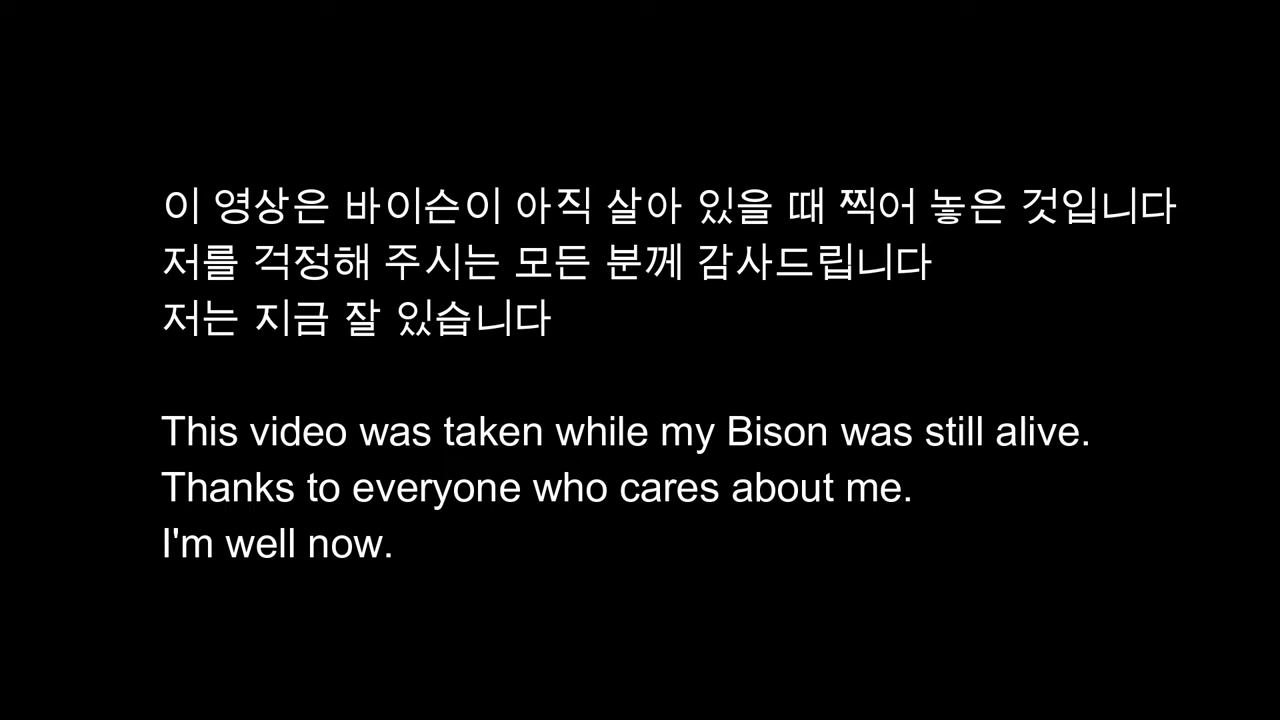 이 영상은 바이슨이 아직 살아 있을 때 찍어 놓은 것입니다
저를 걱정해 주시는 모든 분께 감사드립니다
저는 지금 잘 있습니다
This video was taken while my Bison was still alive.
Thanks to everyone who cares about me.
I'm well now.